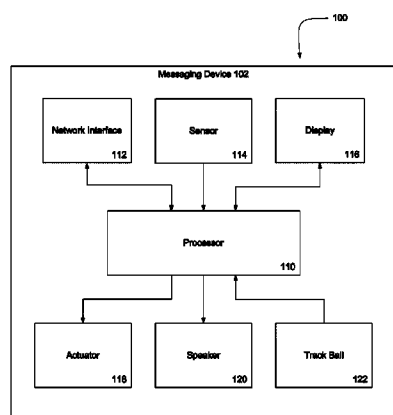 100
Messaging Device 102
Network Interface
112
Sensor
114
Display
116
Processor
110
Actuator
118
Speaker
120
Track Ball
122